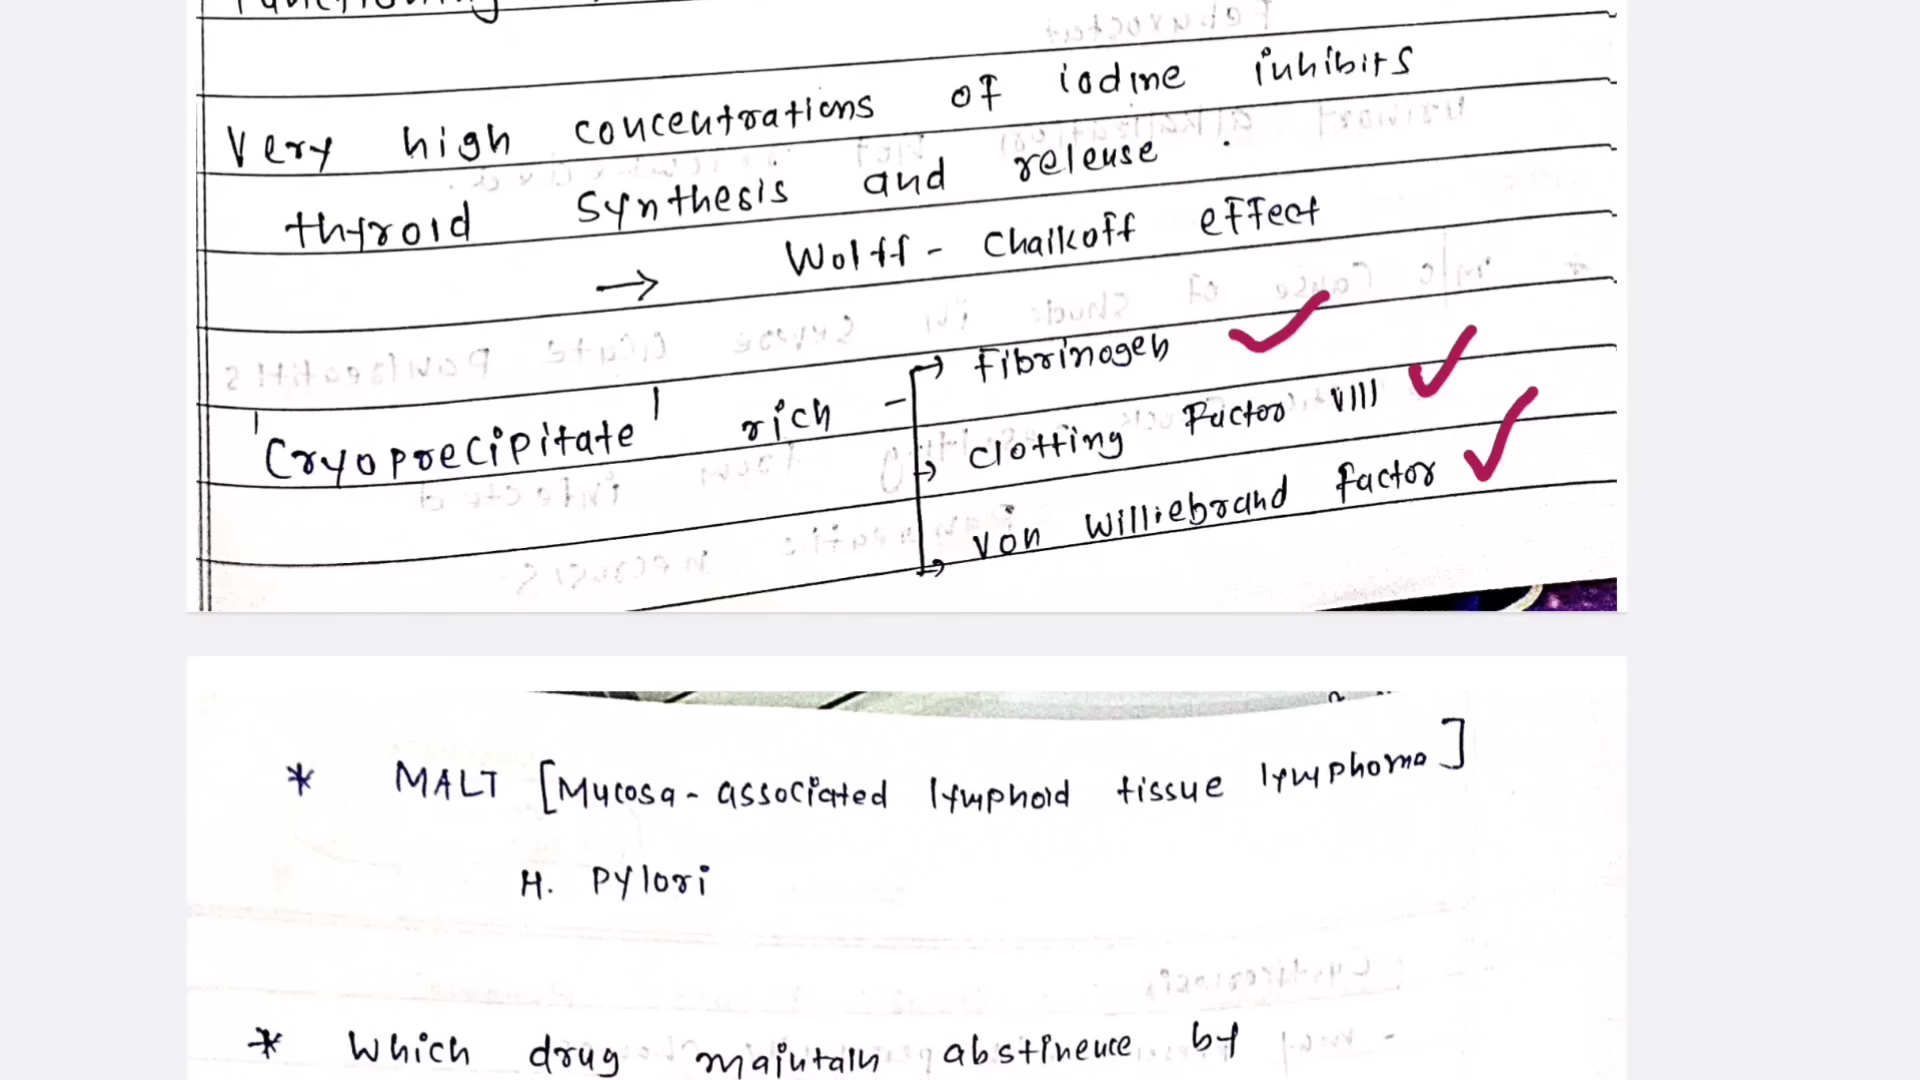 Very high concentrations of iodine inhibits
thyroid synthesis and release.
→ Wolff - Chaikoff effect
'Cryoprecipitate' rich - → Fibrinogen
→ Clotting Factor VIII
→ Von Williebrand factor
* MALT [Mucosa-associated lymphoid tissue lymphoma]
H. Pylori
* Which drug maintain abstinence by